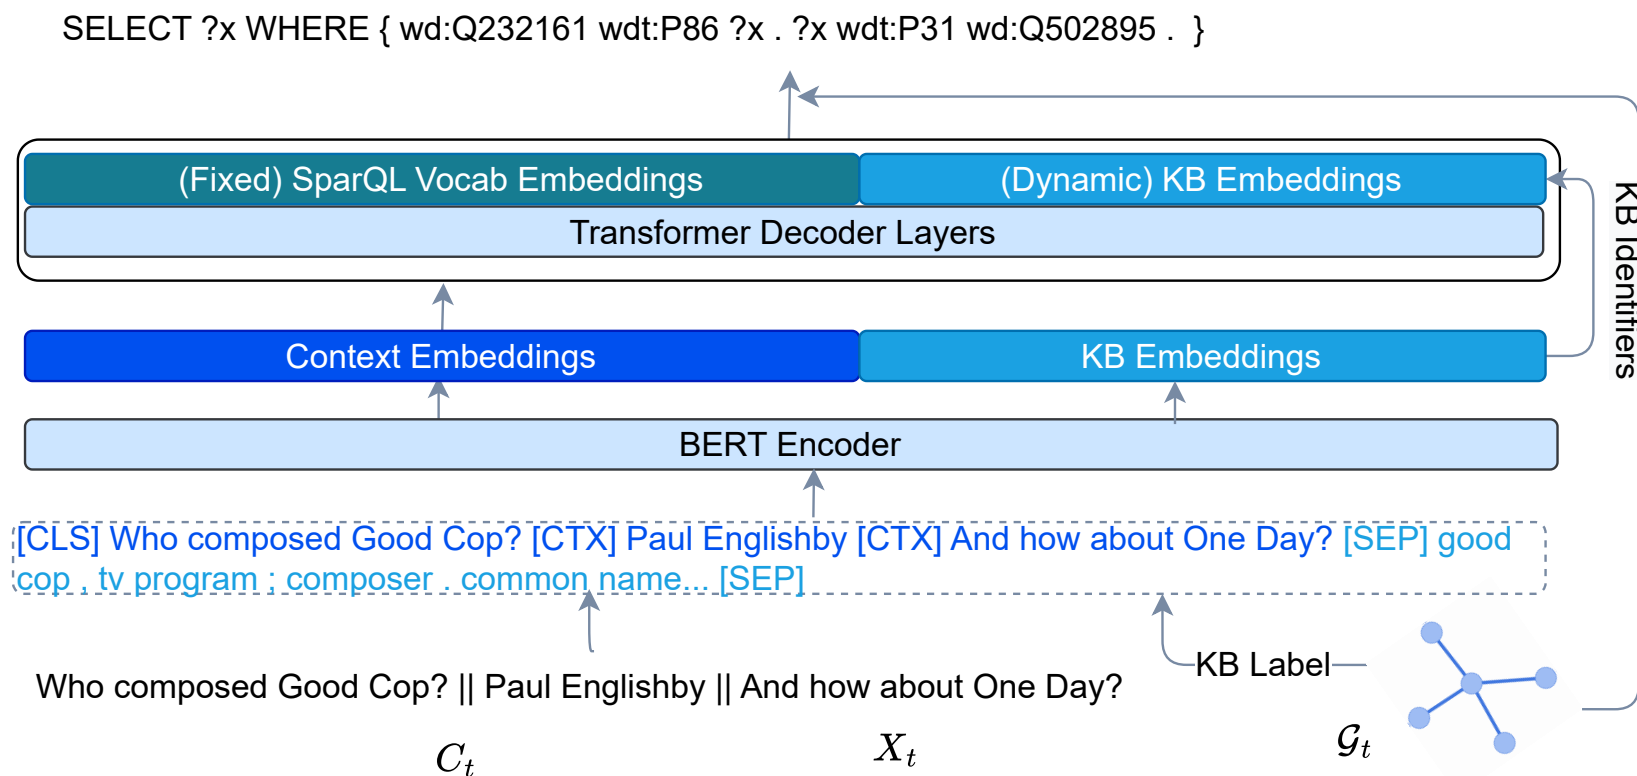 SELECT ?x WHERE { wd:Q232161 wdt:P86 ?x . ?x wdt:P31 wd:Q502895 . }
(Fixed) SparQL Vocab Embeddings
(Dynamic) KB Embeddings
Transformer Decoder Layers
KB Identifiers
Context Embeddings
KB Embeddings
BERT Encoder
[CLS] Who composed Good Cop? [CTX] Paul Englishby [CTX] And how about One Day? [SEP] good
cop , tv program ; composer . common name... [SEP]
KB Label
Who composed Good Cop? || Paul Englishby || And how about One Day?
C_t
X_t
𝒢_t